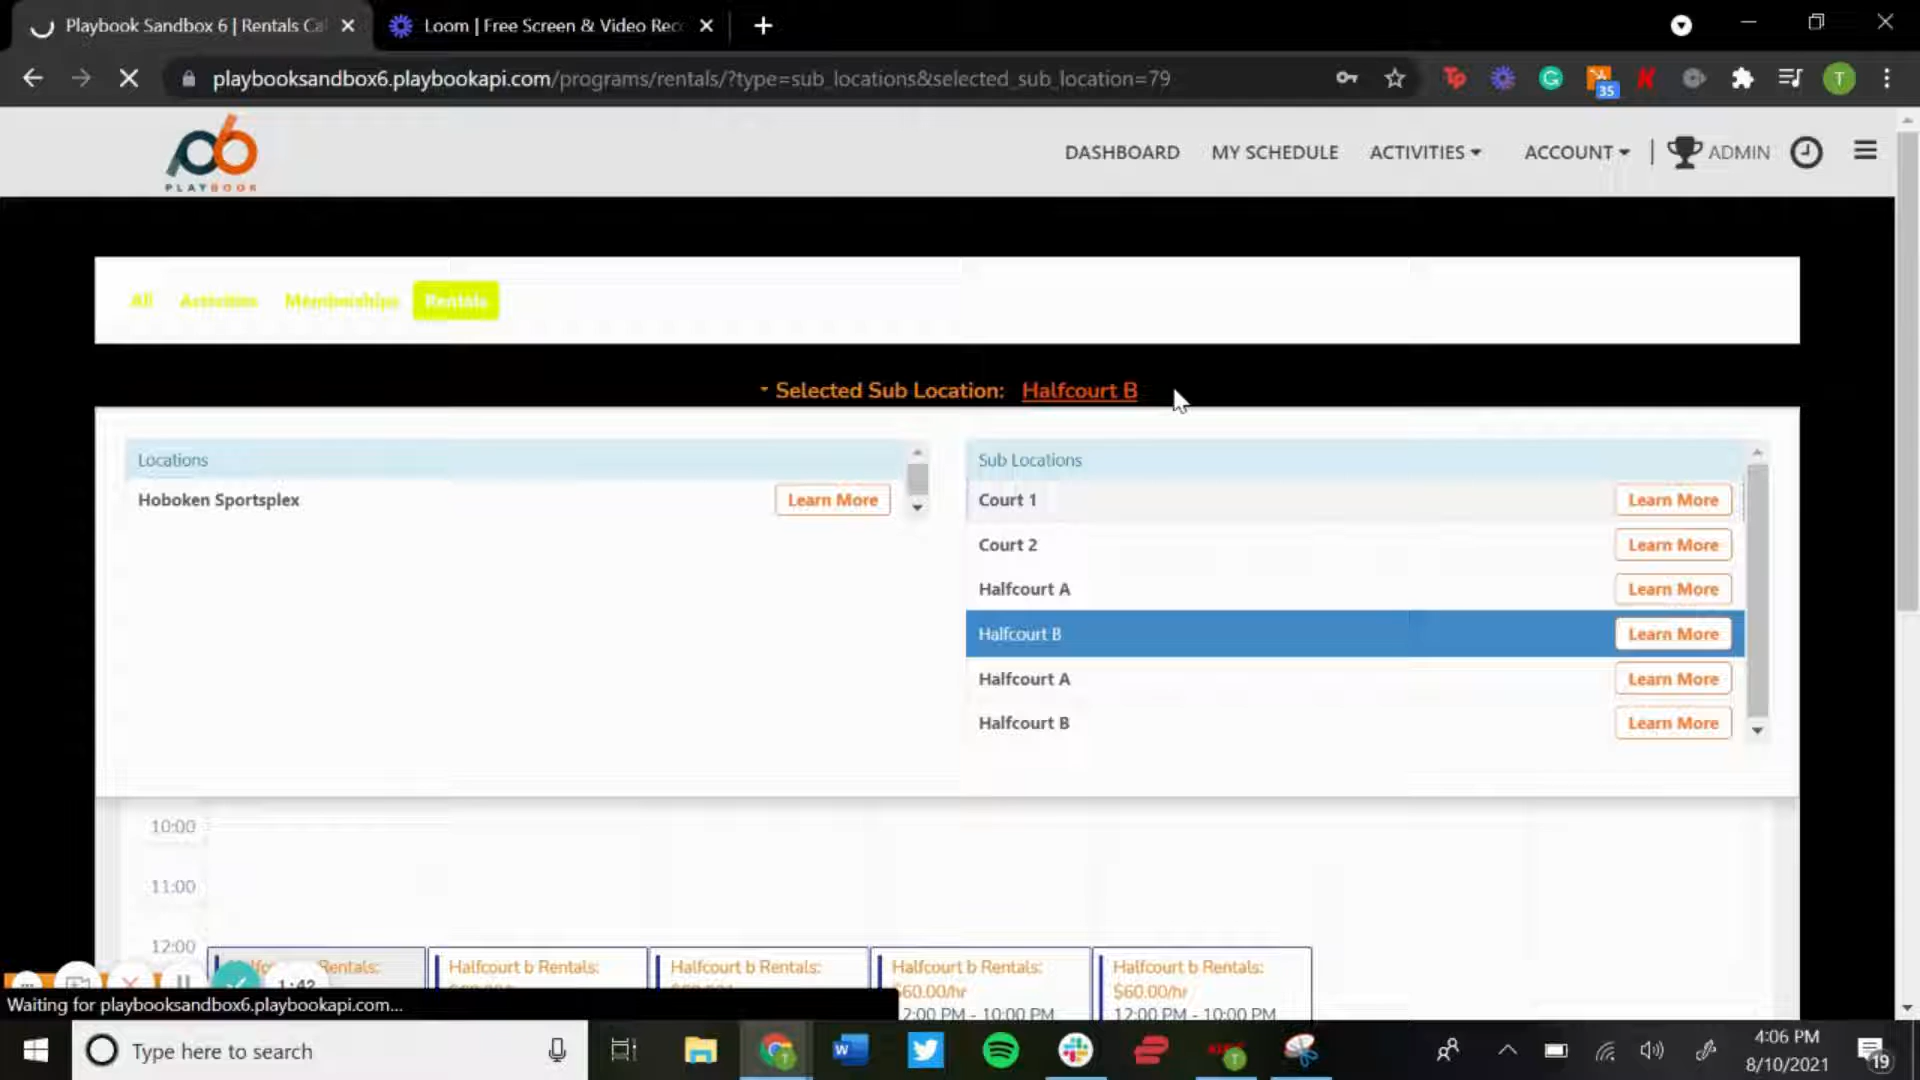 Playbook Sandbox 6 | Rentals Ca
Loom | Free Screen & Video Rec
playbooksandbox6.playbookapi.com/programs/rentals/?type=sub_locations&selected_sub_location=79
35
T
PLAYBOOK
DASHBOARD
MY SCHEDULE
ACTIVITIES
ACCOUNT
ADMIN
All
Activities
Memberships
Rentals
Selected Sub Location: Halfcourt B
Locations
Hoboken Sportsplex
Learn More
Sub Locations
Court 1
Learn More
Court 2
Learn More
Halfcourt A
Learn More
Halfcourt B
Learn More
Halfcourt A
Learn More
Halfcourt B
Learn More
10:00
11:00
12:00
Rentals:
Halfcourt b Rentals:
Halfcourt b Rentals:
Halfcourt b Rentals:
$60.00/hr
2:00 PM - 10:00 PM
Halfcourt b Rentals:
$60.00/hr
12:00 PM - 10:00 PM
1:42
Waiting for playbooksandbox6.playbookapi.com...
Type here to search
4:06 PM
8/10/2021
19